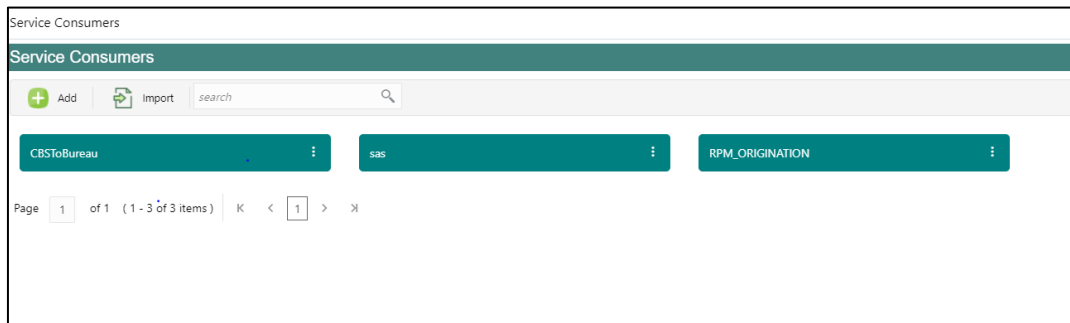 Service Consumers
Service Consumers
Add Import search
CBSToBureau sas RPM_ORIGINATION
Page 1 of 1 ( 1 - 3 of 3 items ) K < 1 > >|